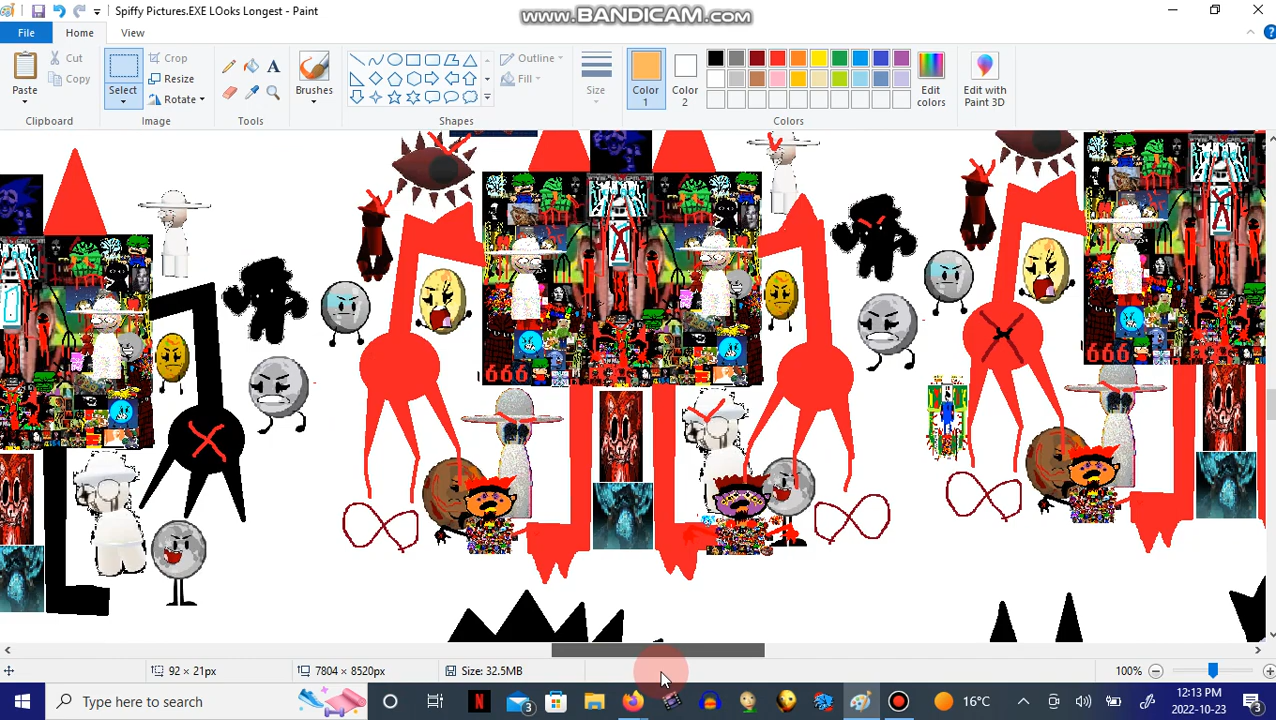 www.BANDICAM.com
Spiffy Pictures.EXE LOoks Longest - Paint
File
Home
View
Paste
Cut
Copy
Clipboard
Select
Crop
Resize
Rotate
Image
Tools
Brushes
Shapes
Outline
Fill
Size
Color
1
Color
2
Colors
Edit
colors
Edit with
Paint 3D
666
666
666
92 × 21px
7804 × 8520px
Size: 32.5MB
100%
Type here to search
3
16°C
12:13 PM
2022-10-23
3